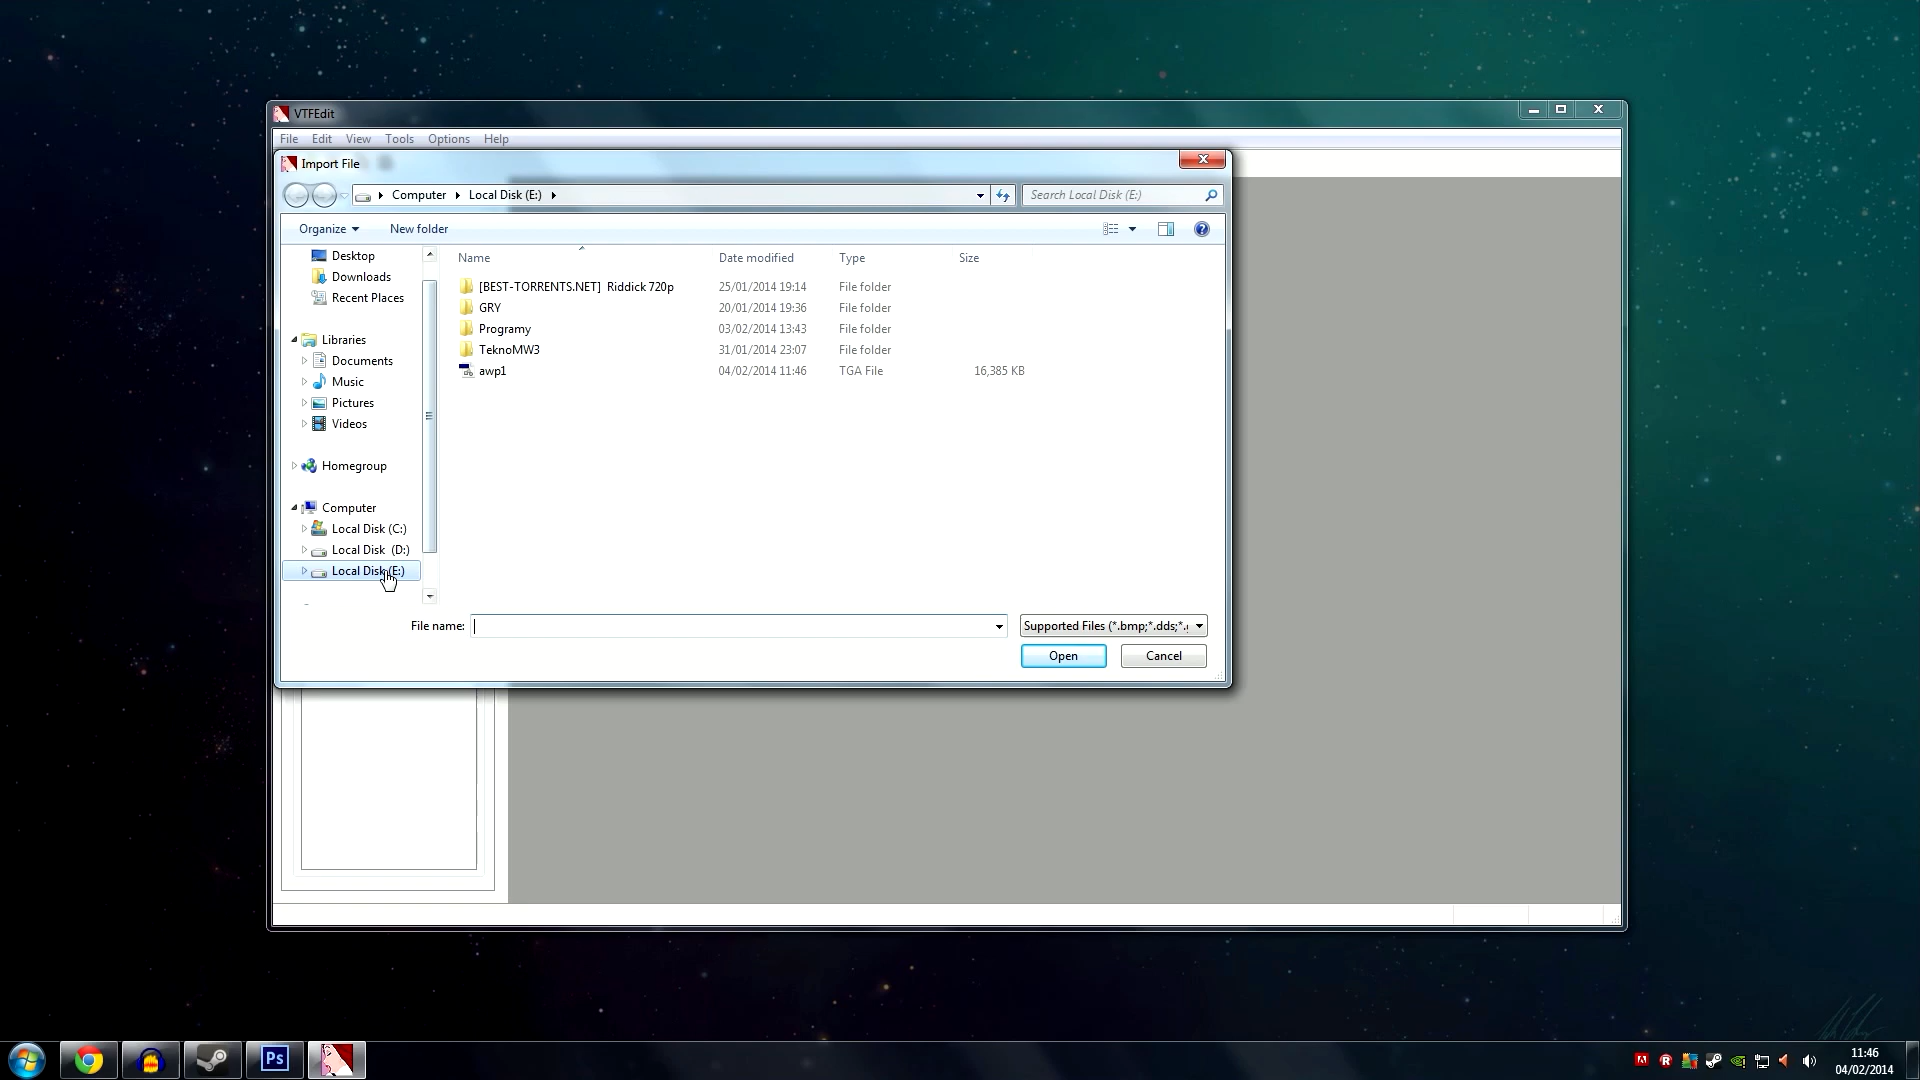 VTFEdit
File Edit View Tools Options Help
Import File
Computer Local Disk (E:)
Search Local Disk (E:)
Organize New folder
Name Date modified Type Size
Desktop
Downloads
Recent Places
Libraries
Documents
Music
Pictures
Videos
Homegroup
Computer
Local Disk (C:)
Local Disk (D:)
Local Disk (E:)
[BEST-TORRENTS.NET] Riddick 720p 25/01/2014 19:14 File folder
GRY 20/01/2014 19:36 File folder
Programy 03/02/2014 13:43 File folder
TeknoMW3 31/01/2014 23:07 File folder
awp1 04/02/2014 11:46 TGA File 16,385 KB
File name:
Supported Files (*.bmp;*.dds;*.
Open Cancel
Ps
11:46
04/02/2014